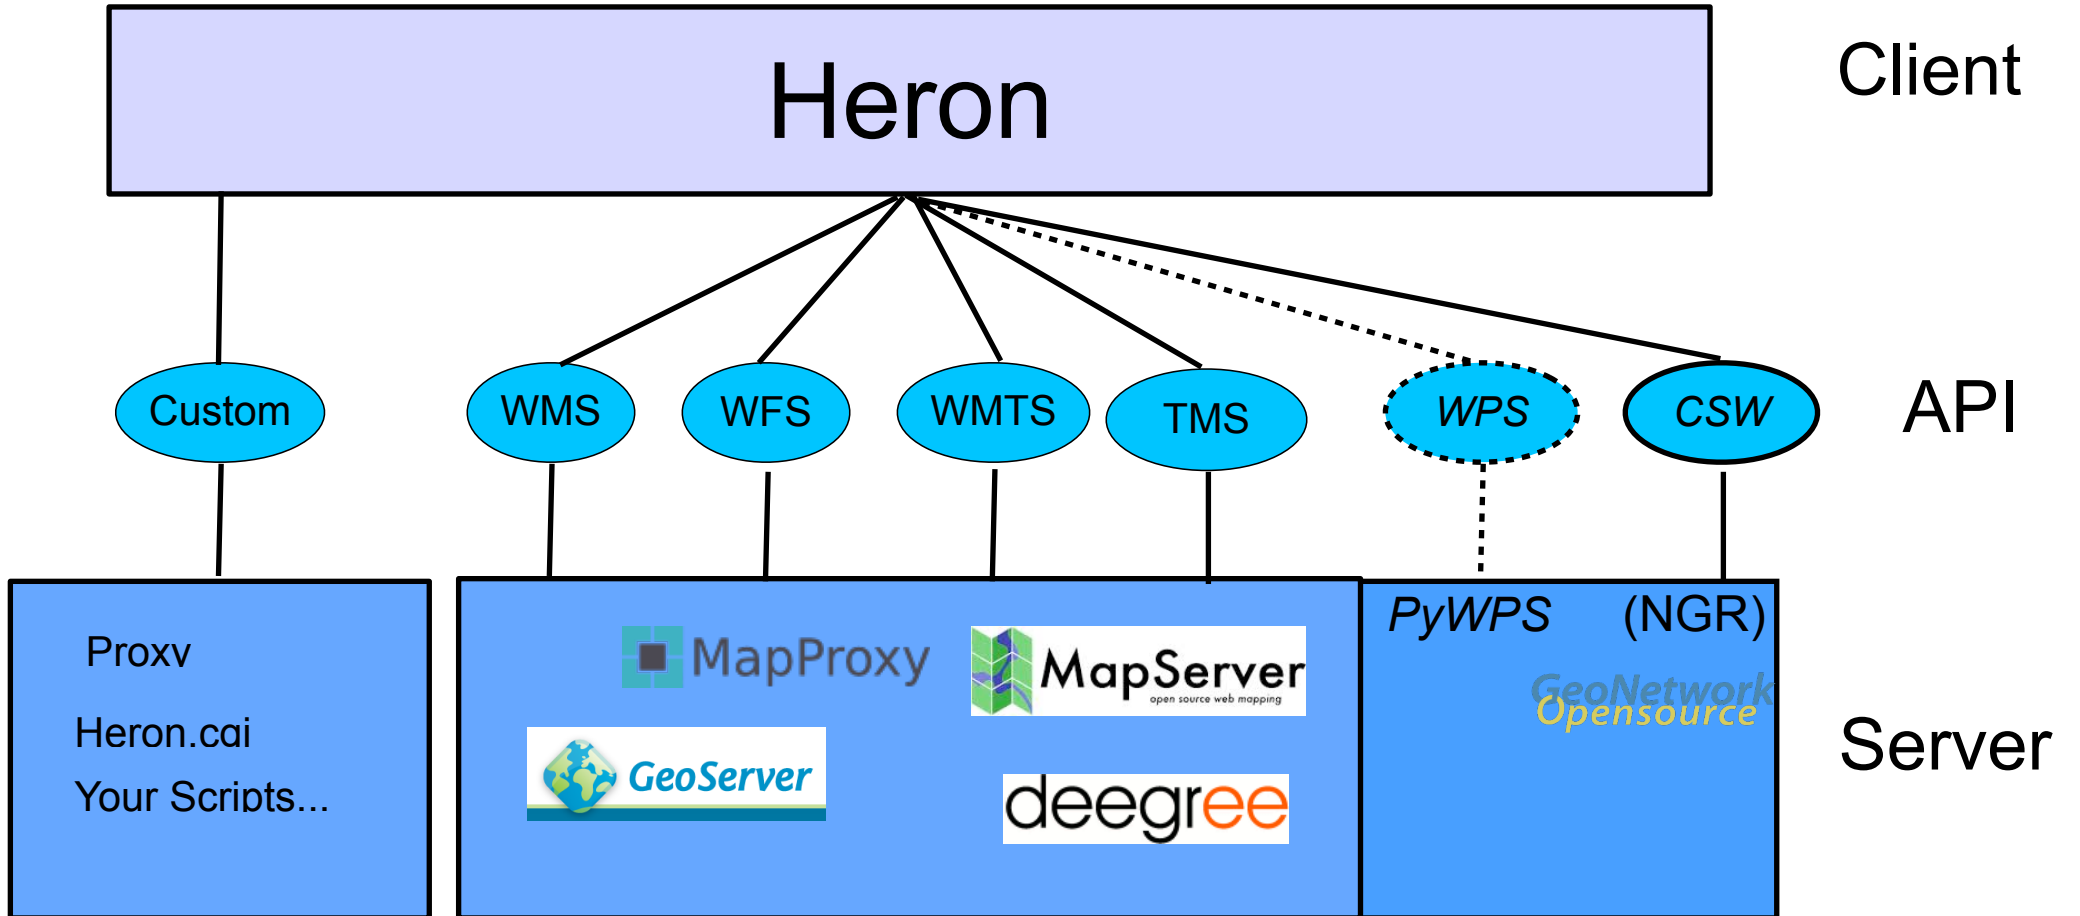 Heron
Client
Custom
WMS
WFS
WMTS
TMS
WPS
CSW
API
Proxy
Heron.cgi
Your Scripts...
MapProxy
MapServer
open source web mapping
GeoServer
deegree
PyWPS
(NGR)
GeoNetwork
Opensource
Server